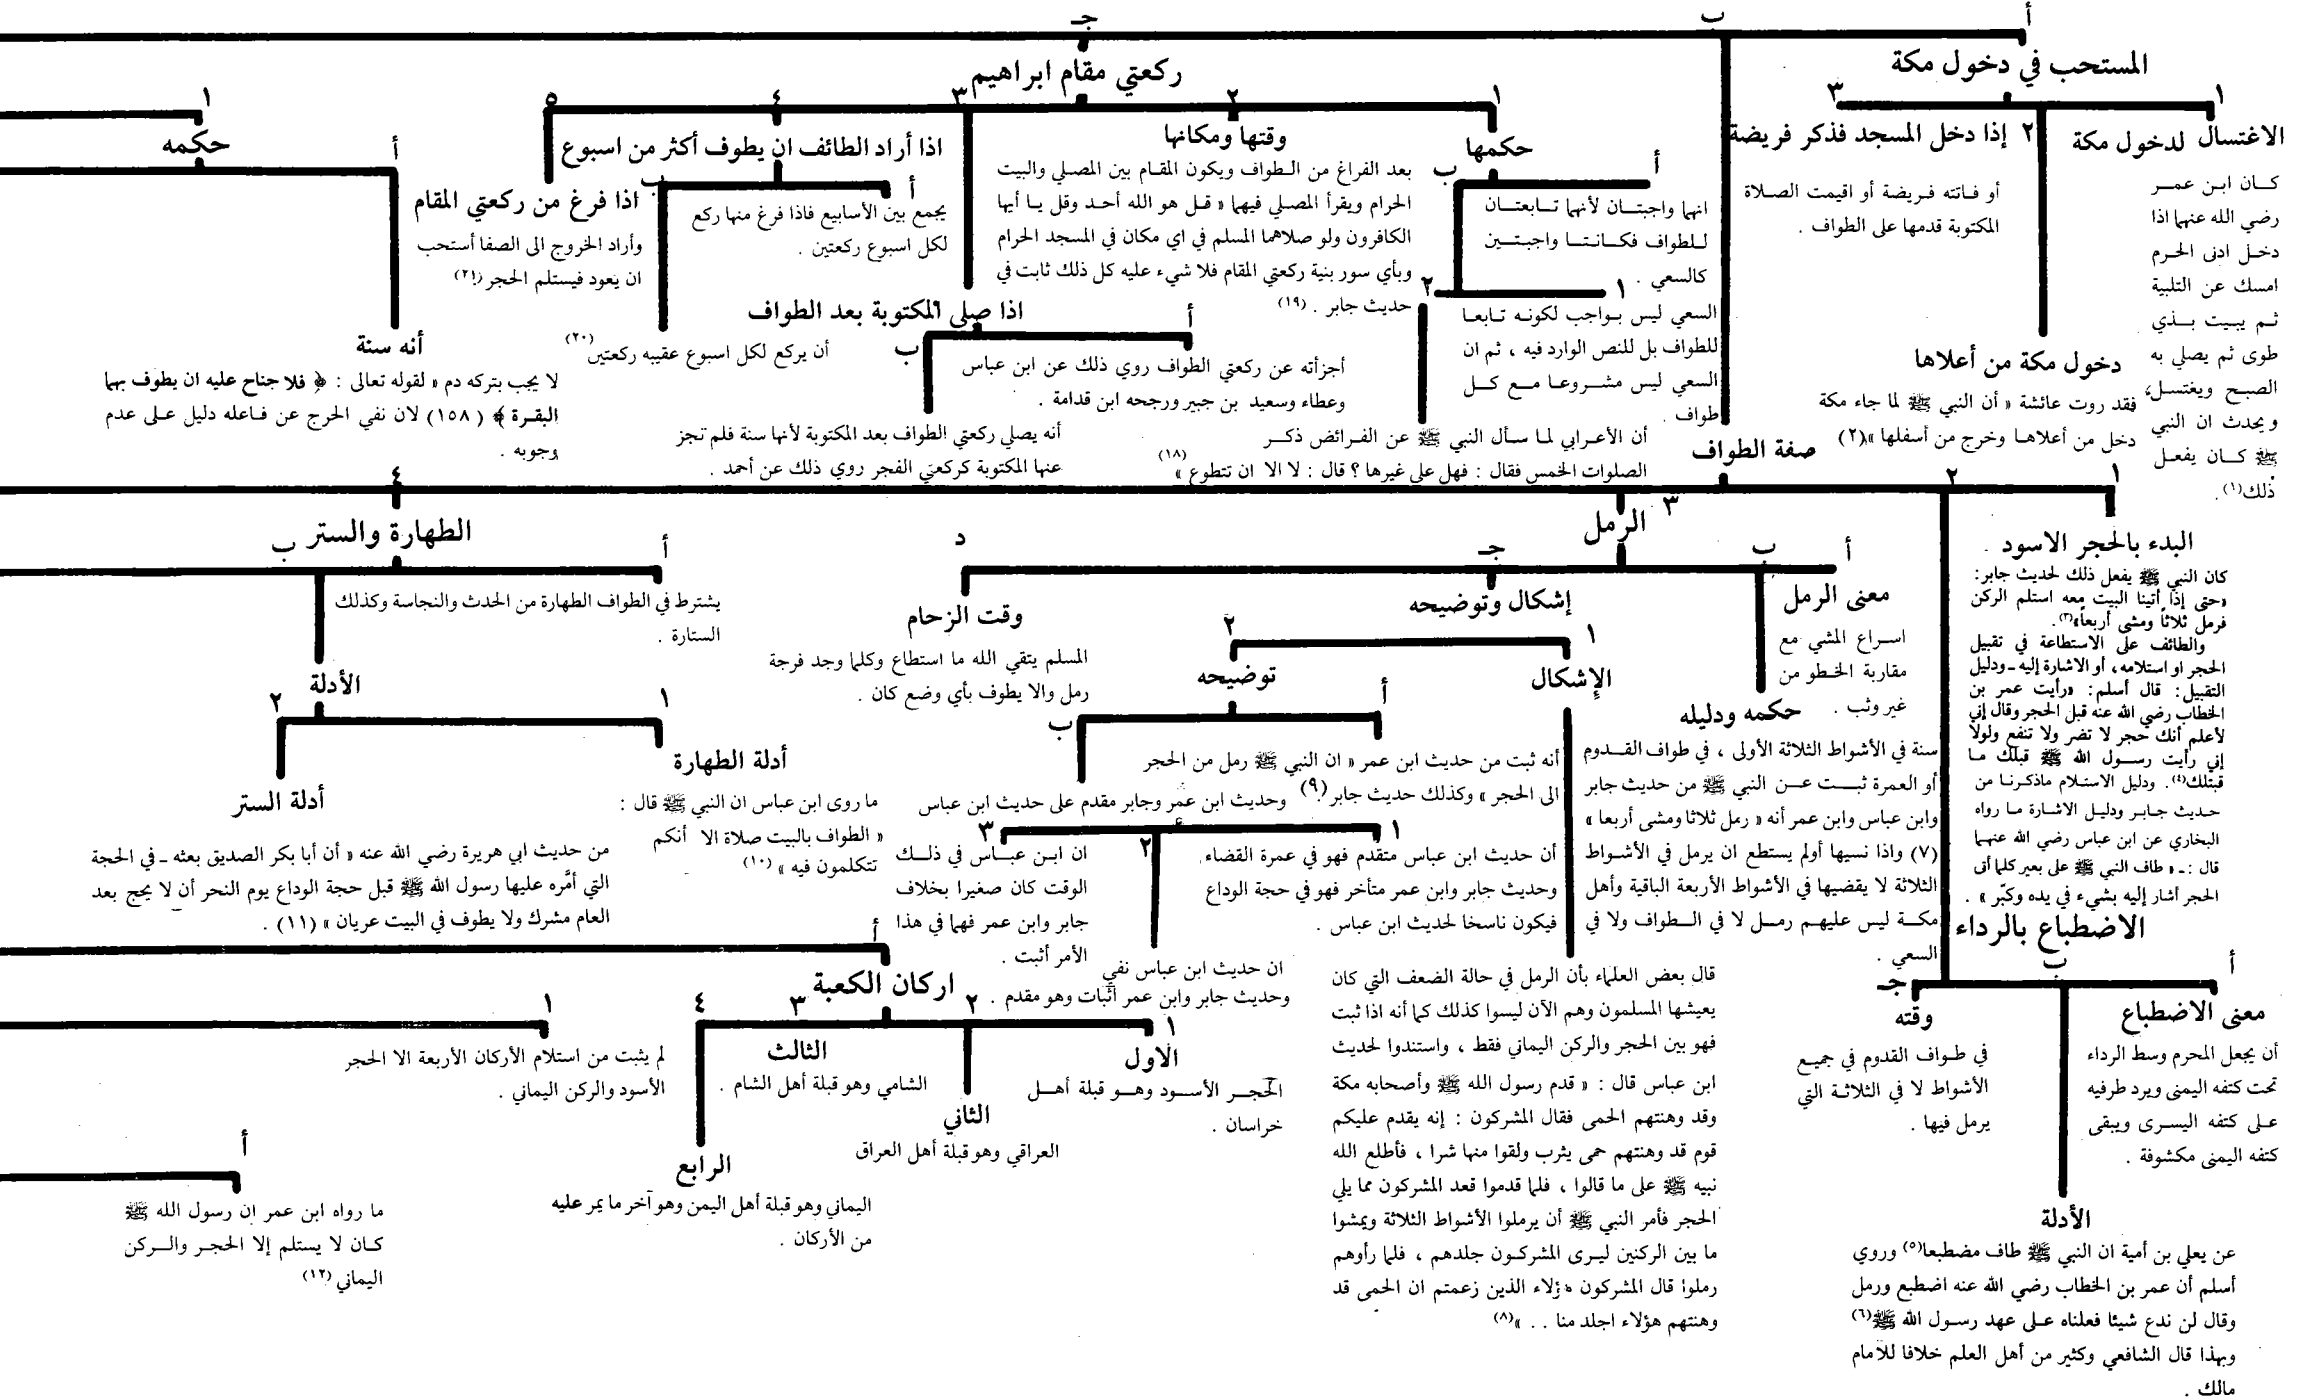 أ
ب
جـ
المستحب في دخول مكة
١
٢
٣
الاغتسال لدخول مكة
كان ابن عمر
رضي الله عنهما اذا
دخل ادنى الحرم
امسك عن التلبية
ثم يبيت بذي
طوى ثم يصلي به
الصبح ويغتسل،
ويحدث ان النبي
ﷺ كان يفعل
ذلك(١).
دخول مكة من أعلاها
فقد روت عائشة « أن النبي ﷺ لما جاء مكة
دخل من أعلاها وخرج من أسفلها »(٢)
إذا دخل المسجد فذكر فريضة
أو فاتته فريضة أو اقيمت الصلاة
المكتوبة قدمها على الطواف .
صفة الطواف
١
٢
٣
٤
البدء بالحجر الاسود
كان النبي ﷺ يفعل ذلك لحديث جابر:
«حتى إذا أتينا البيت معه استلم الركن
فرمل ثلاثاً ومشى أربعاً»(٣).
والطائف على الاستطاعة في تقبيل
الحجر او استلامه، أو الاشارة إليه ـ ودليل
التقبيل: قال أسلم: «رأيت عمر بن
الخطاب رضي الله عنه قبل الحجر وقال إني
لأعلم أنك حجر لا تضر ولا تنفع ولولا
إني رأيت رسول الله ﷺ قبلك ما
قبتلك(٤). ودليل الاستلام ماذكرنا من
حديث جابر ودليل الاشارة ما رواه
البخاري عن ابن عباس رضي الله عنهما
قال : ـ « طاف النبي ﷺ على بعير كلما أتى
الحجر أشار إليه بشيء في يده وكبّر » .
الاضطباع بالرداء
أ
ب
جـ
معنى الاضطباع
أن يجعل المحرم وسط الرداء
تحت كتفه اليمنى ويرد طرفيه
على كتفه اليسرى ويبقى
كتفه اليمنى مكشوفة .
الأدلة
عن يعلي بن أمية ان النبي ﷺ طاف مضطبعا(٥) وروي
أسلم أن عمر بن الخطاب رضي الله عنه اضطبع ورمل
وقال لن ندع شيئا فعلناه على عهد رسول الله ﷺ(٦)
وبهذا قال الشافعي وكثير من أهل العلم خلافا للأمام
مالك .
وقته
في طواف القدوم في جميع
الأشواط لا في الثلاثة التي
يرمل فيها .
الرمل
أ
ب
جـ
د
معنى الرمل
اسراع المشي مع
مقاربة الخطو من
غير وثب .
حكمه ودليله
سنة في الأشواط الثلاثة الأولى ، في طواف القدوم
أو العمرة ثبت عن النبي ﷺ من حديث جابر
وابن عباس وابن عمر أنه « رمل ثلاثا ومشى أربعا »
(٧) واذا نسيها أولم يستطع ان يرمل في الأشواط
الثلاثة لا يقضيها في الأشواط الأربعة الباقية وأهل
مكة ليس عليهم رمل لا في الطواف ولا في
السعي .
إشكال وتوضيحه
١
٢
الإشكال
قال بعض العلماء بأن الرمل في حالة الضعف التي كان
يعيشها المسلمون وهم الآن ليسوا كذلك كما أنه اذا ثبت
فهو بين الحجر والركن اليماني فقط ، واستندوا لحديث
ابن عباس قال : « قدم رسول الله ﷺ وأصحابه مكة
وقد وهنتهم الحمى فقال المشركون : إنه يقدم عليكم
قوم قد وهنتهم حمى يثرب ولقوا منها شرا ، فأطلع الله
نبيه ﷺ على ما قالوا ، فلما قدموا قعد المشركون مما يلي
الحجر فأمر النبي ﷺ أن يرملوا الأشواط الثلاثة ويمشوا
ما بين الركنين ليرى المشركون جلدهم ، فلما رأوهم
رملوا قال المشركون هؤلاء الذين زعمتم ان الحمى قد
وهنتهم هؤلاء اجلد منا . . »(٨)
توضيحه
أ
ب
أنه ثبت من حديث ابن عمر « ان النبي ﷺ رمل من الحجر
الى الحجر » وكذلك حديث جابر(٩).
وحديث ابن عمر وجابر مقدم على حديث ابن عباس
١
٢
٣
أن حديث ابن عباس متقدم فهو في عمرة القضاء
وحديث جابر وابن عمر متأخر فهو في حجة الوداع
فيكون ناسخا لحديث ابن عباس .
ان حديث ابن عباس نفي
وحديث جابر وابن عمر أثبات وهو مقدم .
ان ابن عباس في ذلك
الوقت كان صغيرا بخلاف
جابر وابن عمر فهما في هذا
الأمر أثبت .
وقت الزحام
المسلم يتقي الله ما استطاع وكلما وجد فرجة
رمل والا يطوف بأي وضع كان .
الطهارة والستر
أ
ب
يشترط في الطواف الطهارة من الحدث والنجاسة وكذلك
الستارة .
الأدلة
١
٢
أدلة الطهارة
ما روى ابن عباس ان النبي ﷺ قال :
« الطواف بالبيت صلاة الا أنكم
تتكلمون فيه »(١٠)
أدلة الستر
من حديث ابي هريرة رضي الله عنه « أن أبا بكر الصديق بعثه ـ في الحجة
التي أمَّره عليها رسول الله ﷺ قبل حجة الوداع يوم النحر أن لا يحج بعد
العام مشرك ولا يطوف في البيت عريان » (١١) .
أ
اركان الكعبة
١
٢
٣
٤
الاول
الحجر الأسود وهو قبلة أهل
خراسان .
الثاني
العراقي وهو قبلة أهل العراق
الثالث
الشامي وهو قبلة أهل الشام .
الرابع
اليماني وهو قبلة أهل اليمن وهو آخر ما يمر عليه
من الأركان .
١
لم يثبت من استلام الأركان الأربعة الا الحجر
الأسود والركن اليماني .
أ
ما رواه ابن عمر ان رسول الله ﷺ
كان لا يستلم إلا الحجر والركن
اليماني (١٢)
ركعتي مقام ابراهيم
١
٢
٣
٤
٥
حكمها
أ
ب
انهما واجبتان لأنهما تابعتان
للطواف فكانتا واجبتين
كالسعي .
١
٢
السعي ليس بواجب لكونه تابعا
للطواف بل للنص الوارد فيه ، ثم ان
السعي ليس مشروعا مع كل
طواف .
أن الأعرابي لما سأل النبي ﷺ عن الفرائض ذكر
الصلوات الخمس فقال : فهل على غيرها ؟ قال : لا الا ان تتطوع »(١٨)
وقتها ومكانها
بعد الفراغ من الطواف ويكون المقام بين المصلي والبيت
الحرام ويقرأ المصلي فيهما « قل هو الله أحد وقل يا أيها
الكافرون ولو صلاهما المسلم في اي مكان في المسجد الحرام
وبأي سور بنية ركعتي المقام فلا شيء عليه كل ذلك ثابت في
حديث جابر . (١٩)
اذا صلى المكتوبة بعد الطواف
أ
ب
أجزأته عن ركعتي الطواف روي ذلك عن ابن عباس
وعطاء وسعيد بن جبير ورجحه ابن قدامة .
أنه يصلي ركعتي الطواف بعد المكتوبة لأنها سنة فلم تجز
عنها المكتوبة كركعتي الفجر روي ذلك عن أحمد .
اذا أراد الطائف ان يطوف أكثر من اسبوع
أ
ب
يجمع بين الأسابيع فاذا فرغ منها ركع
لكل اسبوع ركعتين .
أن يركع لكل اسبوع عقيبه ركعتين(٢٠)
اذا فرغ من ركعتي المقام
وأراد الخروج الى الصفا أستحب
ان يعود فيستلم الحجر (٢١)
١
حكمه
أ
أنه سنة
لا يجب بتركه دم « لقوله تعالى : ﴿ فلا جناح عليه ان يطوف بهما
البقرة ﴾ (١٥٨) لان نفي الحرج عن فاعله دليل على عدم
وجوبه .